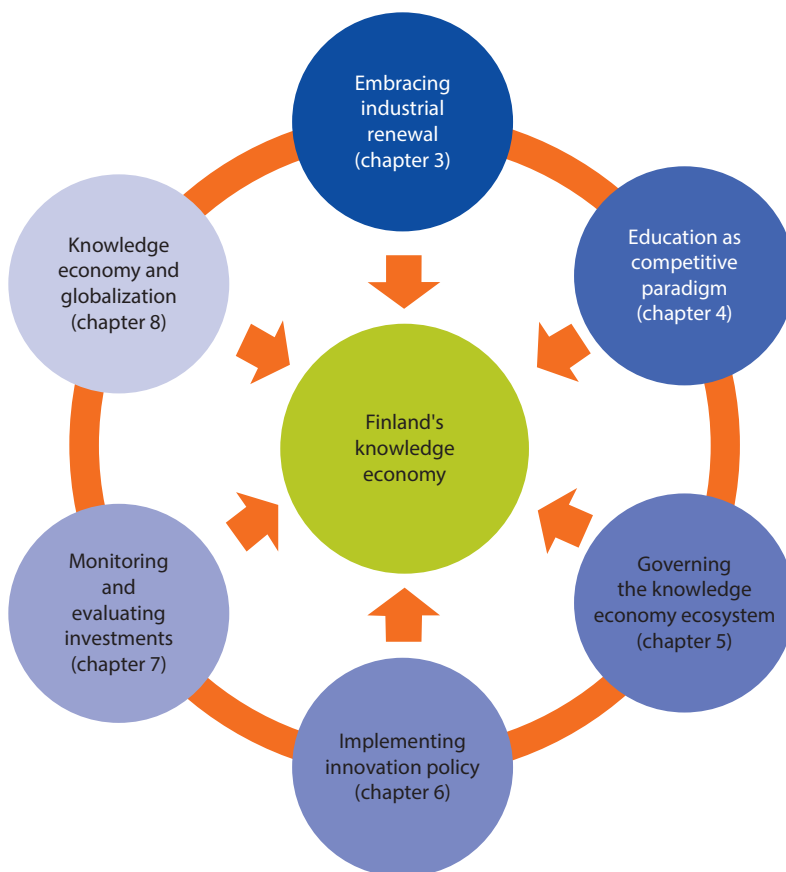 Embracing
industrial
renewal
(chapter 3)
Education as
competitive
paradigm
(chapter 4)
Governing
the knowledge
economy ecosystem
(chapter 5)
Implementing
innovation policy
(chapter 6)
Monitoring
and
evaluating
investments
(chapter 7)
Knowledge
economy and
globalization
(chapter 8)
Finland's
knowledge
economy